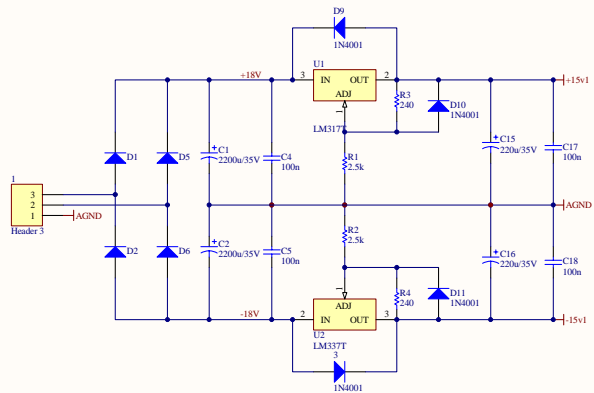 D9
1N4001
+18V
U1
3
IN
OUT
2
ADJ
1
LM317T
R3
240
D10
1N4001
+15v1
D1
D5
C1
2200u/35V
C4
100n
R1
2.5k
C15
220u/35V
C17
100n
1
3
2
1
AGND
Header 3
AGND
D2
D6
C2
2200u/35V
C5
100n
R2
2.5k
C16
220u/35V
C18
100n
1
ADJ
R4
240
D11
1N4001
-18V
2
IN
OUT
3
-15v1
U2
LM337T
3
1N4001